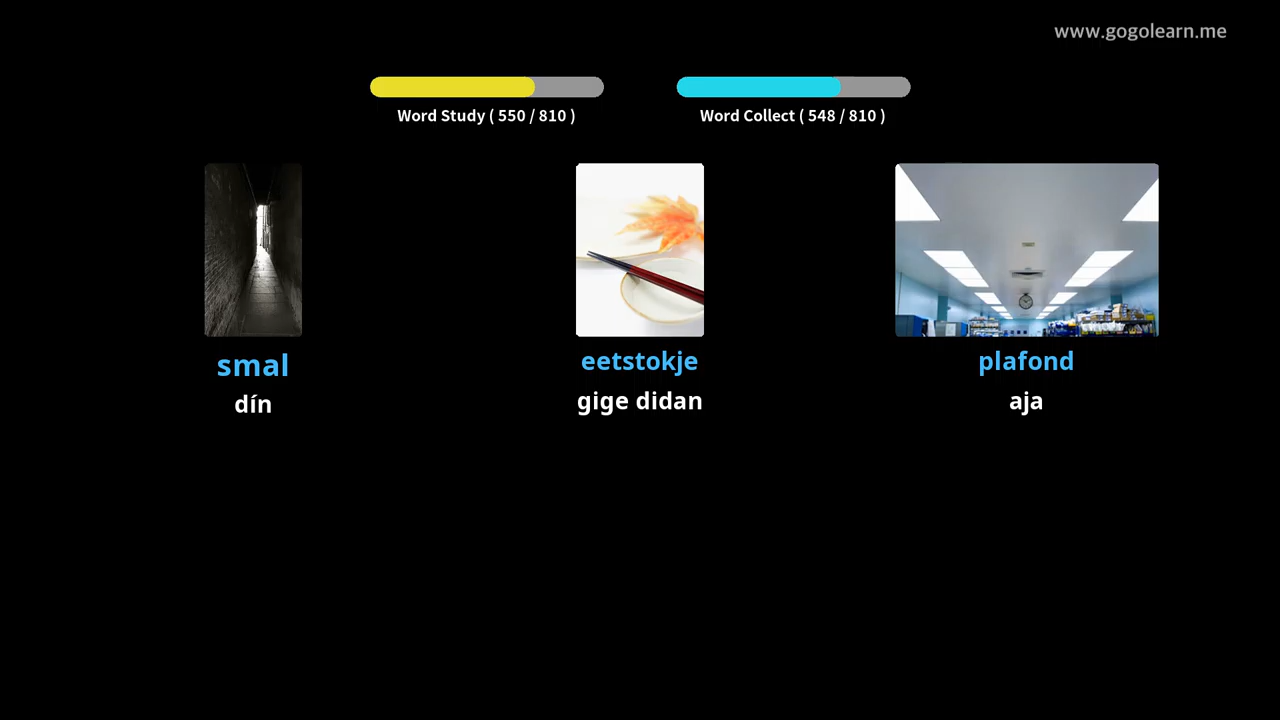 www.gogolearn.me
Word Study ( 550 / 810 )
Word Collect ( 548 / 810 )
smal
dín
eetstokje
gige didan
plafond
aja